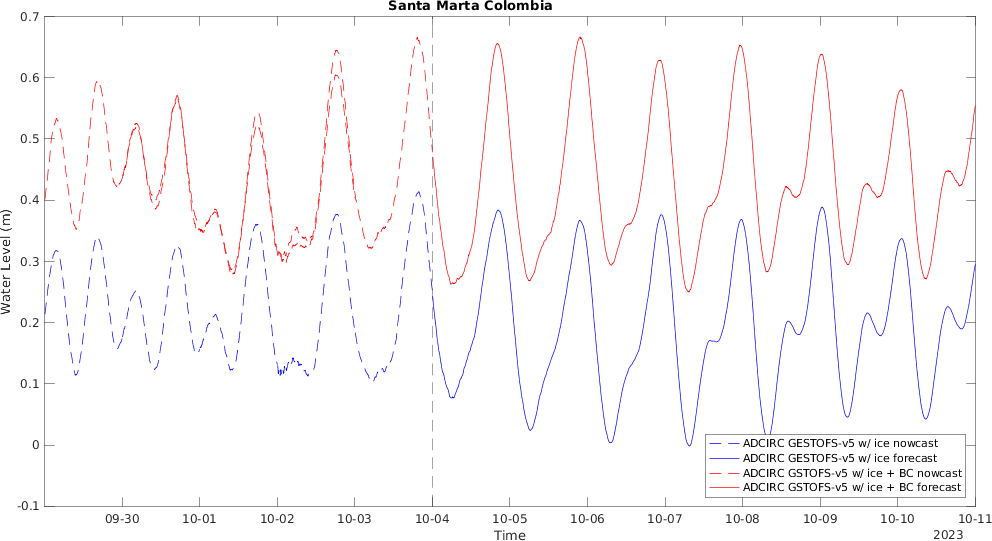 Santa Marta Colombia
0.7
0.6
0.5
0.4
0.3
0.2
0.1
0
-0.1
Water Level (m)
ADCIRC GESTOFS-v5 w/ ice nowcast
ADCIRC GESTOFS-v5 w/ ice forecast
ADCIRC GSTOFS-v5 w/ ice + BC nowcast
ADCIRC GSTOFS-v5 w/ ice + BC forecast
09-30 10-01 10-02 10-03 10-04 10-05 10-06 10-07 10-08 10-09 10-10 10-11
Time
2023